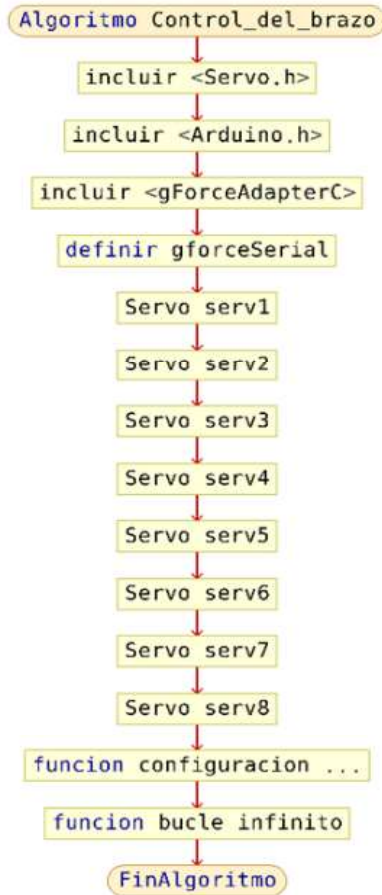 Algoritmo Control_del_brazo
incluir <Servo.h>
incluir <Arduino.h>
incluir <gForceAdapterC>
definir gforceSerial
Servo serv1
Servo serv2
Servo serv3
Servo serv4
Servo serv5
Servo serv6
Servo serv7
Servo serv8
funcion configuracion ...
funcion bucle infinito
FinAlgoritmo